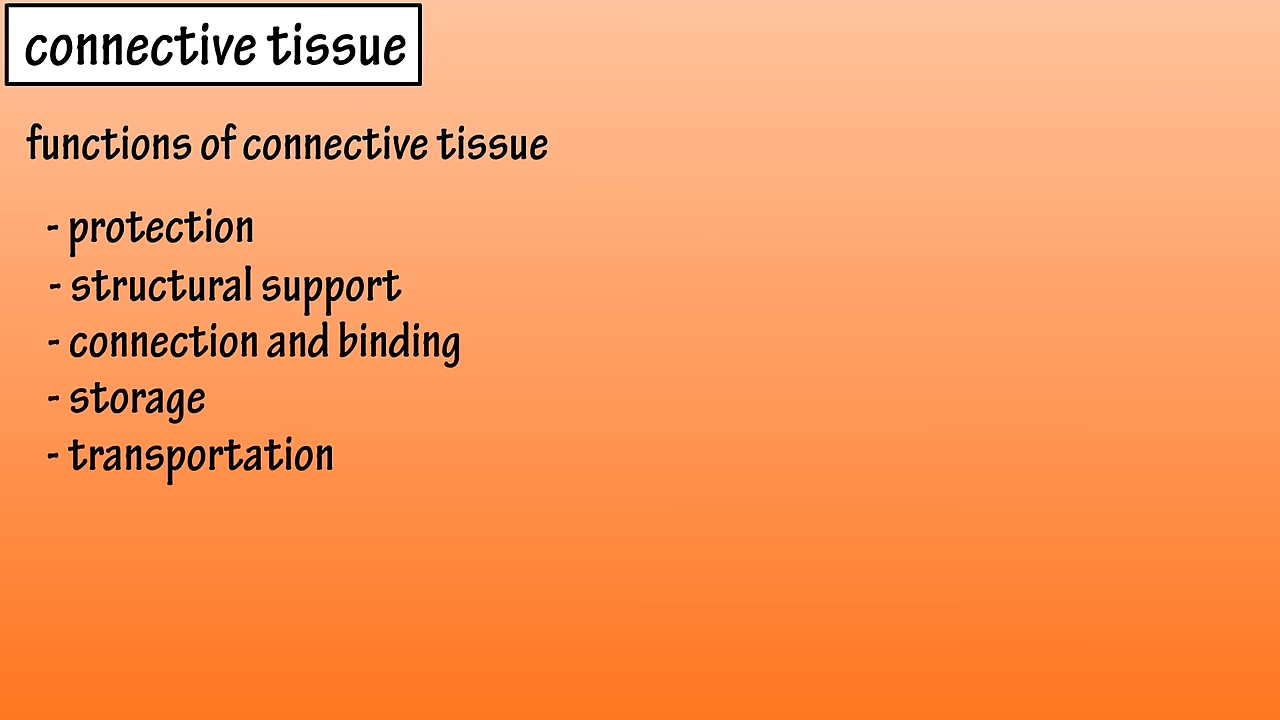 connective tissue
functions of connective tissue
- protection
- structural support
- connection and binding
- storage
- transportation